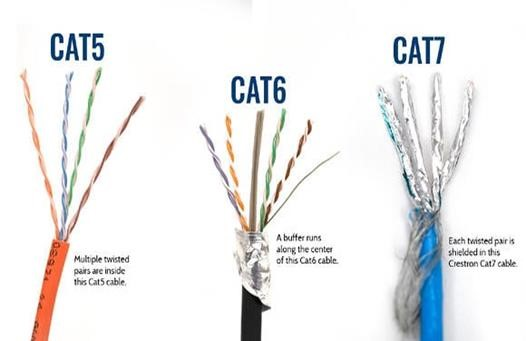 CAT5
CAT6
CAT7
Multiple twisted
pairs are inside
this Cat5 cable.
A buffer runs
along the center
of this Cat6 cable.
Each twisted pair is
shielded in this
Crestron Cat7 cable.